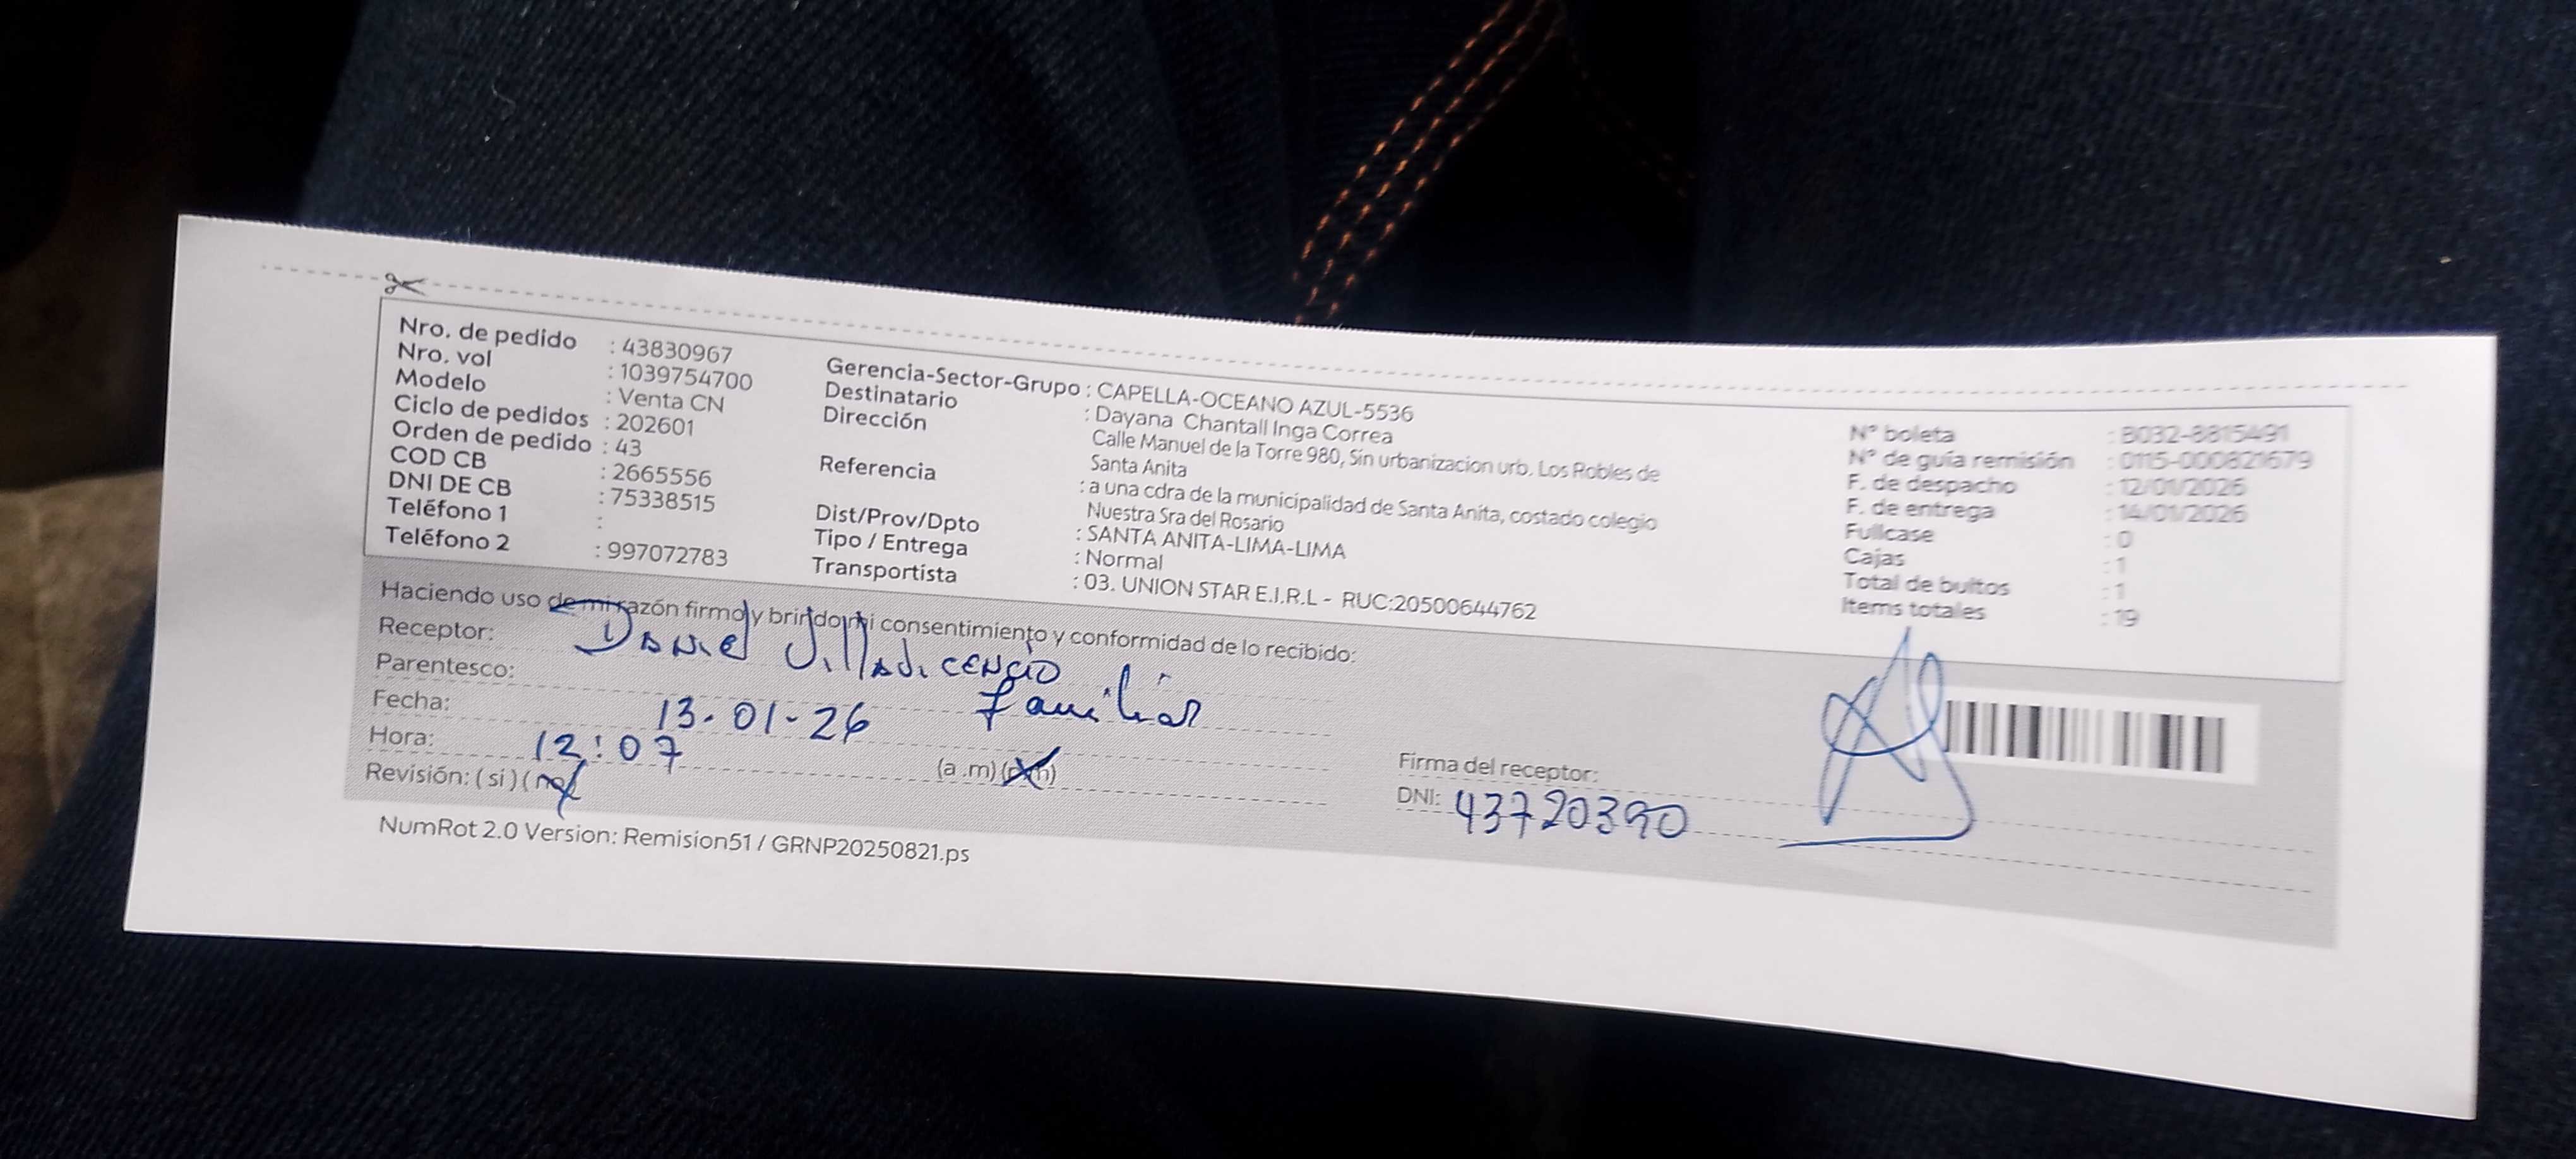 Nro. de pedido : 43830967
Nro. vol : 1039754700
Modelo : Venta CN
Ciclo de pedidos : 202601
Orden de pedido : 43
COD CB : 2665556
DNI DE CB : 75338515
Teléfono 1 :
Teléfono 2 : 997072783
Gerencia-Sector-Grupo : CAPELLA-OCEANO AZUL-5536
Destinatario : Dayana Chantall Inga Correa
Dirección Calle Manuel de la Torre 980, Sin urbanizacion urb. Los Robles de
Santa Anita
Referencia : a una cdra de la municipalidad de Santa Anita, costado colegio
Nuestra Sra del Rosario
Dist/Prov/Dpto : SANTA ANITA-LIMA-LIMA
Tipo / Entrega : Normal
Transportista : 03. UNION STAR E.I.R.L - RUC:20500644762
N° boleta : B032-8815491
N° de guía remisión : 0115-000821679
F. de despacho : 12/01/2026
F. de entrega : 14/01/2026
Fullcase : 0
Cajas : 1
Total de bultos : 1
Items totales : 19
Haciendo uso de mi razón firmo y brindo mi consentimiento y conformidad de lo recibido:
Receptor: Daniel Villavicencio
Parentesco: familiar
Fecha: 13-01-26
Hora: 12:07 (a .m) (p.m)
Revisión: ( si ) ( no )
Firma del receptor:
DNI: 43720390
NumRot 2.0 Version: Remision51 / GRNP20250821.ps